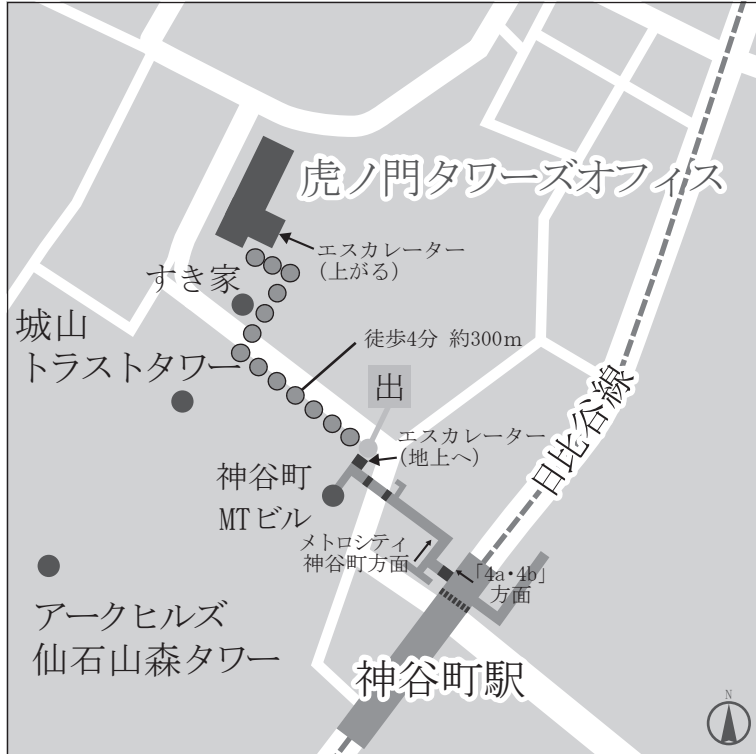 虎ノ門タワーズオフィス
エスカレーター
（上がる）
すき家
城山
トラストタワー
徒歩4分 約300m
出
エスカレーター
（地上へ）
日比谷線
神谷町
MTビル
メトロシティ
神谷町方面
「4a・4b」
方面
アークヒルズ
仙石山森タワー
神谷町駅
N